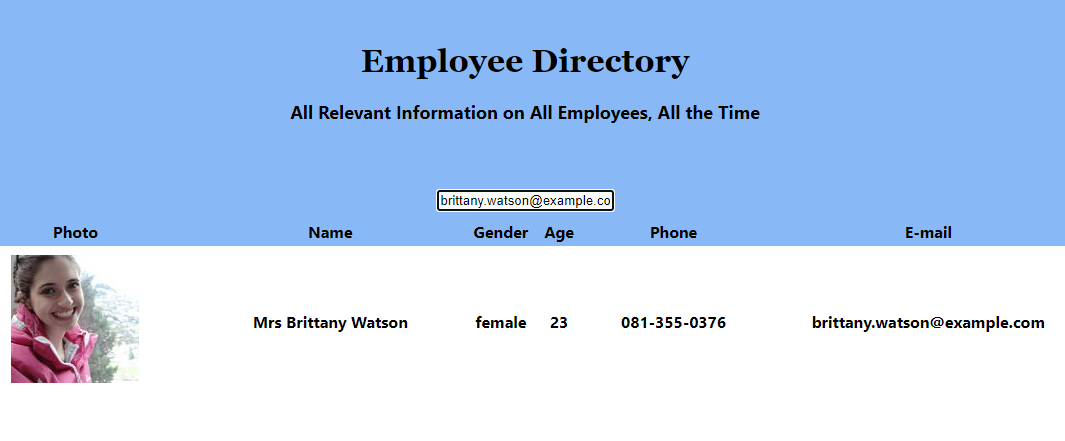 Employee Directory
All Relevant Information on All Employees, All the Time
brittany.watson@example.co
Photo Name Gender Age Phone E-mail
Mrs Brittany Watson female 23 081-355-0376 brittany.watson@example.com